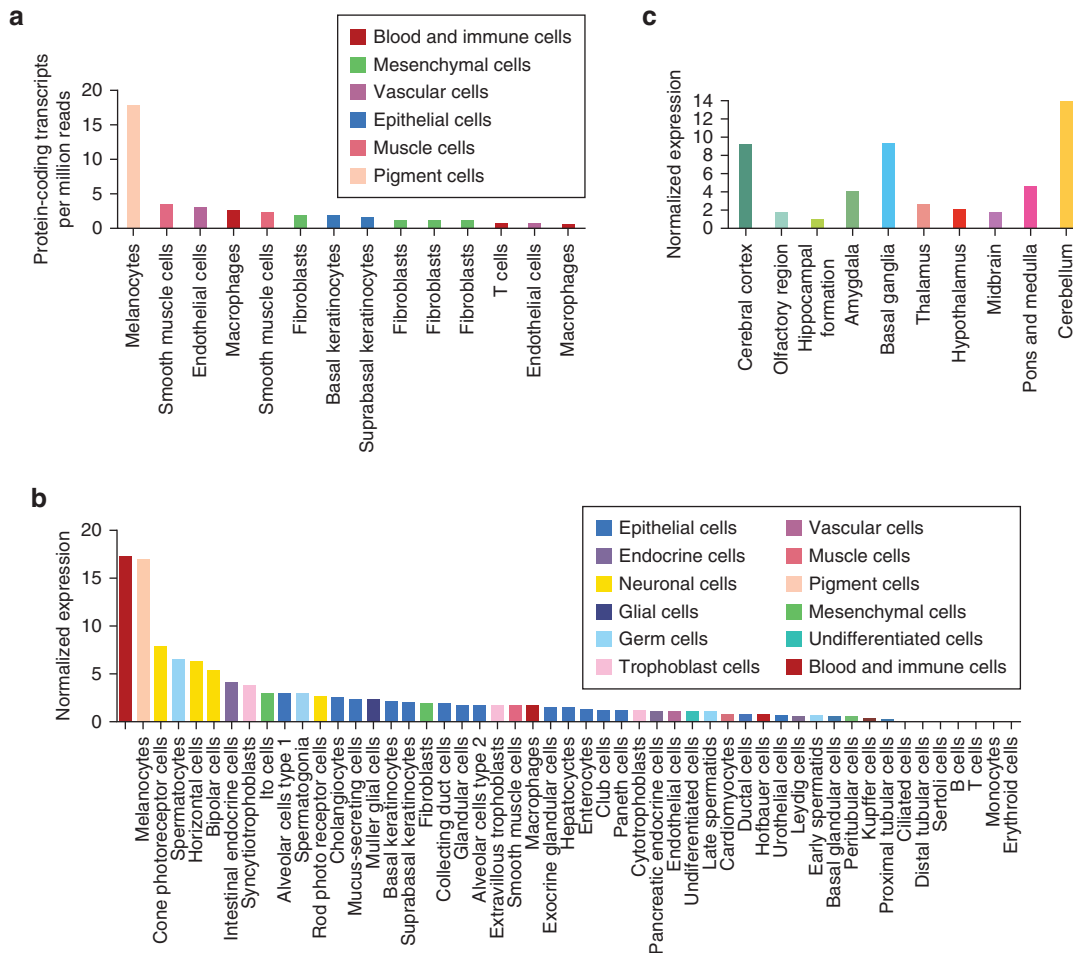 a
Protein-coding transcripts
per million reads
20
15
10
5
0
Blood and immune cells
Mesenchymal cells
Vascular cells
Epithelial cells
Muscle cells
Pigment cells
Melanocytes
Smooth muscle cells
Endothelial cells
Macrophages
Smooth muscle cells
Fibroblasts
Basal keratinocytes
Suprabasal keratinocytes
Fibroblasts
Fibroblasts
Fibroblasts
T cells
Endothelial cells
Macrophages
c
Normalized expression
14
12
10
8
6
4
2
0
Cerebral cortex
Olfactory region
Hippocampal
formation
Amygdala
Basal ganglia
Thalamus
Hypothalamus
Midbrain
Pons and medulla
Cerebellum
b
Normalized expression
20
15
10
5
0
Epithelial cells
Endocrine cells
Neuronal cells
Glial cells
Germ cells
Trophoblast cells
Vascular cells
Muscle cells
Pigment cells
Mesenchymal cells
Undifferentiated cells
Blood and immune cells
Melanocytes
Cone photoreceptor cells
Spermatocytes
Horizontal cells
Bipolar cells
Intestinal endocrine cells
Syncytiotrophoblasts
Ito cells
Alveolar cells type 1
Spermatogonia
Rod photo receptor cells
Cholangiocytes
Mucus-secreting cells
Muller glial cells
Basal keratinocytes
Suprabasal keratinocytes
Fibroblasts
Collecting duct cells
Glandular cells
Alveolar cells type 2
Extravillous trophoblasts
Smooth muscle cells
Macrophages
Exocrine glandular cells
Hepatocytes
Enterocytes
Club cells
Paneth cells
Cytotrophoblasts
Pancreatic endocrine cells
Endothelial cells
Undifferentiated cells
Late spermatids
Cardiomyocytes
Ductal cells
Hofbauer cells
Urothelial cells
Leydig cells
Early spermatids
Basal glandular cells
Peritubular cells
Kupffer cells
Proximal tubular cells
Ciliated cells
Distal tubular cells
Sertoli cells
B cells
T cells
Monocytes
Erythroid cells